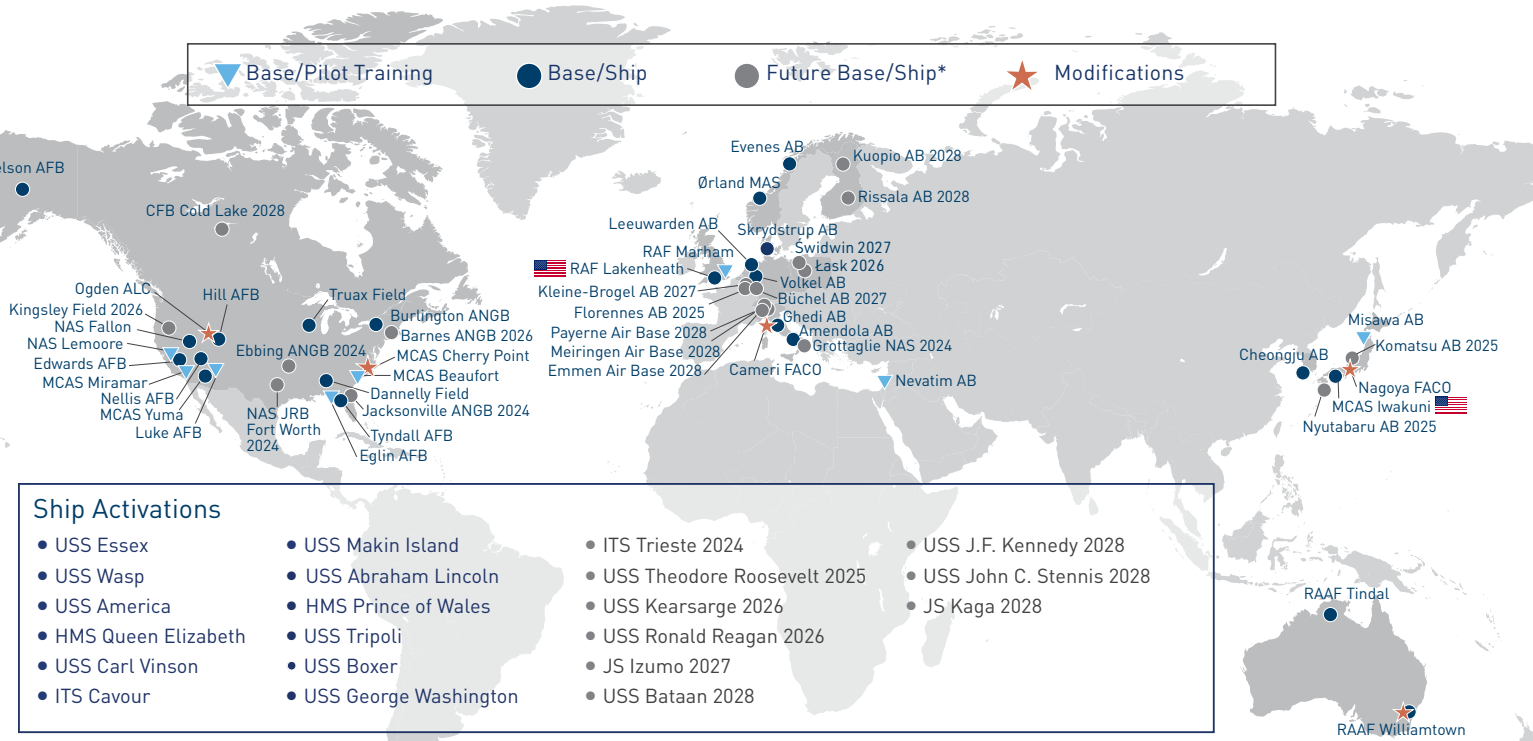 Base/Pilot Training
Base/Ship
Future Base/Ship*
Modifications
elson AFB
CFB Cold Lake 2028
Ogden ALC
Hill AFB
Truax Field
Kingsley Field 2026
NAS Fallon
NAS Lemoore
Edwards AFB
MCAS Miramar
Nellis AFB
MCAS Yuma
Luke AFB
Ebbing ANGB 2024
NAS JRB
Fort Worth
2024
Burlington ANGB
Barnes ANGB 2026
MCAS Cherry Point
MCAS Beaufort
Dannelly Field
Jacksonville ANGB 2024
Tyndall AFB
Eglin AFB
Evenes AB
Kuopio AB 2028
Ørland MAS
Rissala AB 2028
Leeuwarden AB
Skrydstrup AB
RAF Marham
Świdwin 2027
RAF Lakenheath
Łask 2026
Kleine-Brogel AB 2027
Volkel AB
Büchel AB 2027
Florennes AB 2025
Ghedi AB
Payerne Air Base 2028
Amendola AB
Meiringen Air Base 2028
Grottaglie NAS 2024
Emmen Air Base 2028
Cameri FACO
Nevatim AB
Misawa AB
Komatsu AB 2025
Cheongju AB
Nagoya FACO
MCAS Iwakuni
Nyutabaru AB 2025
RAAF Tindal
RAAF Williamtown
Ship Activations
• USS Essex
• USS Wasp
• USS America
• HMS Queen Elizabeth
• USS Carl Vinson
• ITS Cavour
• USS Makin Island
• USS Abraham Lincoln
• HMS Prince of Wales
• USS Tripoli
• USS Boxer
• USS George Washington
• ITS Trieste 2024
• USS Theodore Roosevelt 2025
• USS Kearsarge 2026
• USS Ronald Reagan 2026
• JS Izumo 2027
• USS Bataan 2028
• USS J.F. Kennedy 2028
• USS John C. Stennis 2028
• JS Kaga 2028